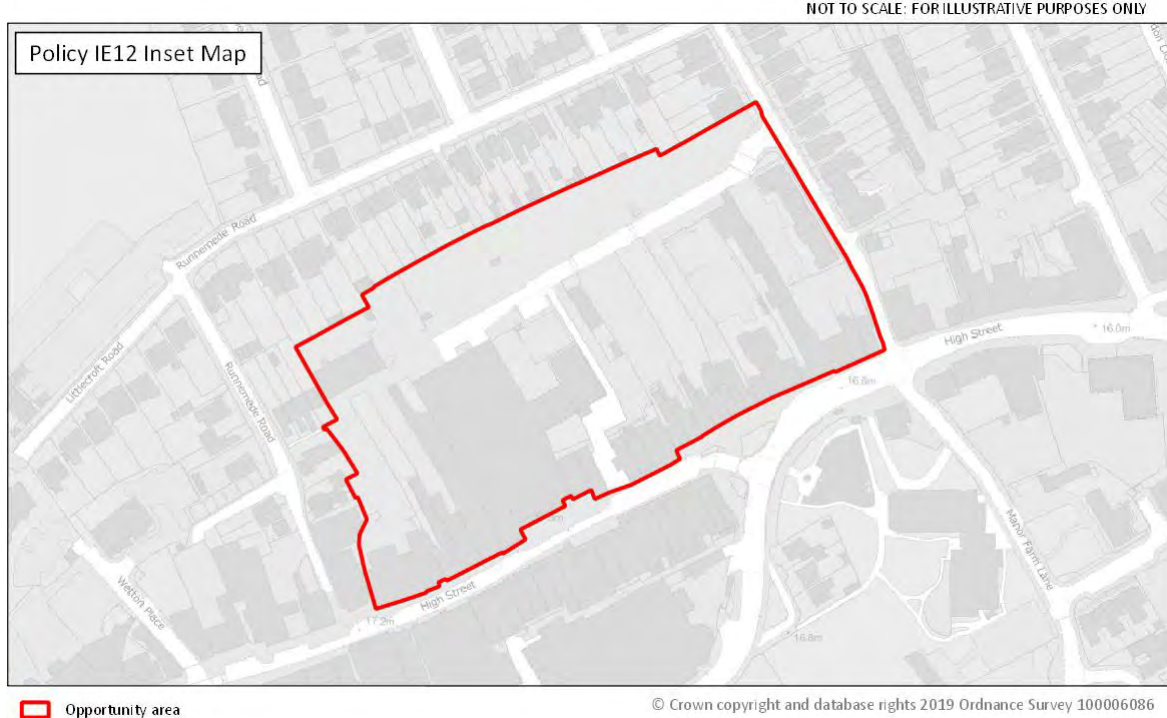 NOT TO SCALE: FOR ILLUSTRATIVE PURPOSES ONLY
Policy IE12 Inset Map
Runnemede Road
Littlecroft Road
Runnemede Road
High Street
16.0m
16.8m
Manor Farm Lane
Wetton Place
High Street
17.2m
16.8m
Opportunity area
© Crown copyright and database rights 2019 Ordnance Survey 100006086